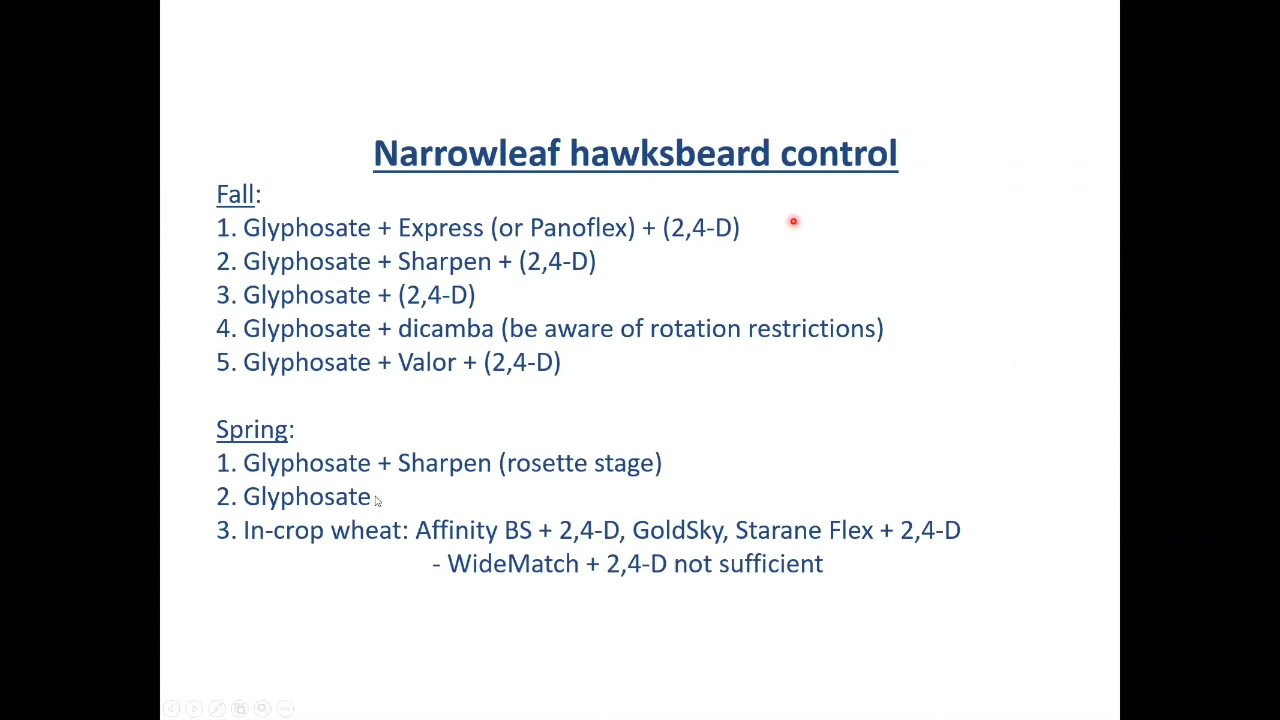 Narrowleaf hawksbeard control
Fall:
1. Glyphosate + Express (or Panoflex) + (2,4-D)
2. Glyphosate + Sharpen + (2,4-D)
3. Glyphosate + (2,4-D)
4. Glyphosate + dicamba (be aware of rotation restrictions)
5. Glyphosate + Valor + (2,4-D)
Spring:
1. Glyphosate + Sharpen (rosette stage)
2. Glyphosate
3. In-crop wheat: Affinity BS + 2,4-D, GoldSky, Starane Flex + 2,4-D
- WideMatch + 2,4-D not sufficient